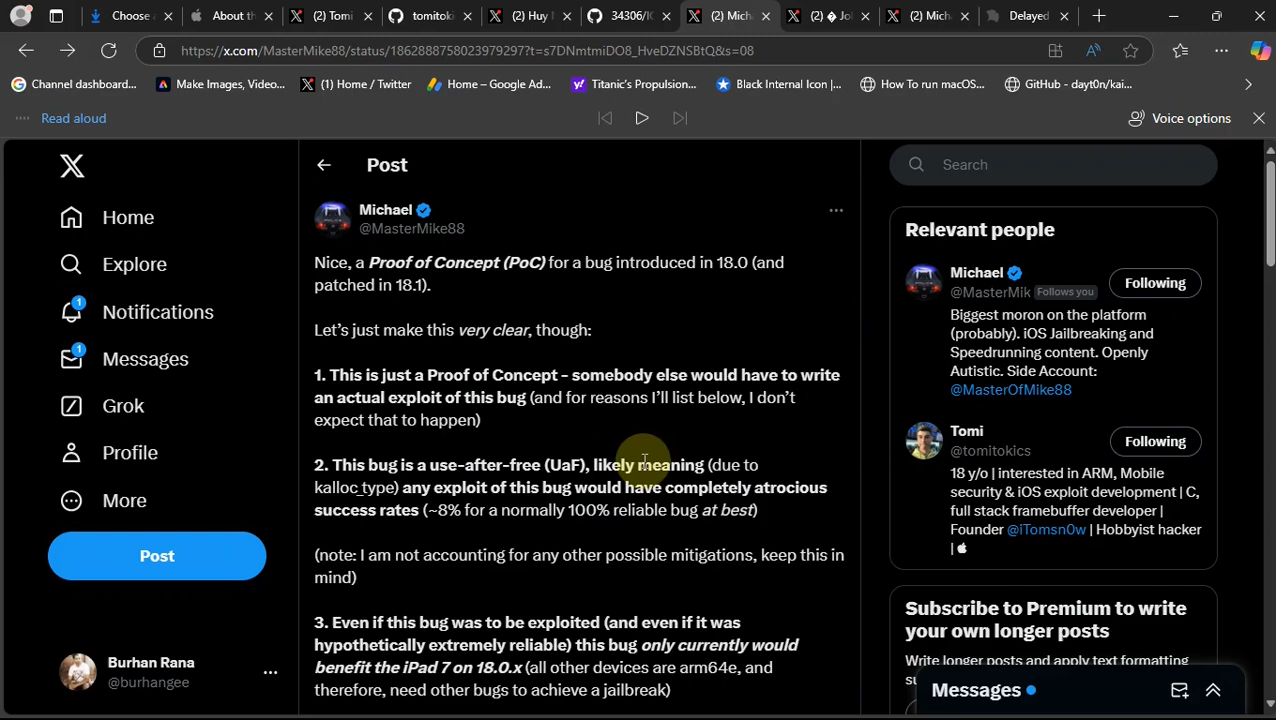 Choose
About th
(2) Tomi
tomitok
(2) Huy N
34306/IC
(2) Mich
(2) � Jol
(2) Mich
Delayed
https://x.com/MasterMike88/status/1862888758023979297?t=s7DNmtmiDO8_HveDZNSBtQ&s=08
Channel dashboard...
Make Images, Video...
(1) Home / Twitter
Home – Google Ad...
Titanic's Propulsion...
Black Internal Icon |...
How To run macOS...
GitHub - dayt0n/kai...
Read aloud
Voice options
Home
Explore
1
Notifications
1
Messages
Grok
Profile
More
Post
Burhan Rana
@burhangee
Post
Michael
@MasterMike88
Nice, a Proof of Concept (PoC) for a bug introduced in 18.0 (and
patched in 18.1).
Let's just make this very clear, though:
1. This is just a Proof of Concept – somebody else would have to write
an actual exploit of this bug (and for reasons I'll list below, I don't
expect that to happen)
2. This bug is a use-after-free (UaF), likely meaning (due to
kalloc_type) any exploit of this bug would have completely atrocious
success rates (~8% for a normally 100% reliable bug at best)
(note: I am not accounting for any other possible mitigations, keep this in
mind)
3. Even if this bug was to be exploited (and even if it was
hypothetically extremely reliable) this bug only currently would
benefit the iPad 7 on 18.0.x (all other devices are arm64e, and
therefore, need other bugs to achieve a jailbreak)
Search
Relevant people
Michael
@MasterMik Follows you
Following
Biggest moron on the platform
(probably). iOS Jailbreaking and
Speedrunning content. Openly
Autistic. Side Account:
@MasterOfMike88
Tomi
@tomitokics
Following
18 y/o | interested in ARM, Mobile
security & iOS exploit development | C,
full stack framebuffer developer |
Founder @iTomsn0w | Hobbyist hacker
|
Subscribe to Premium to write
your own longer posts
Write longer posts and apply text formatting
Messages